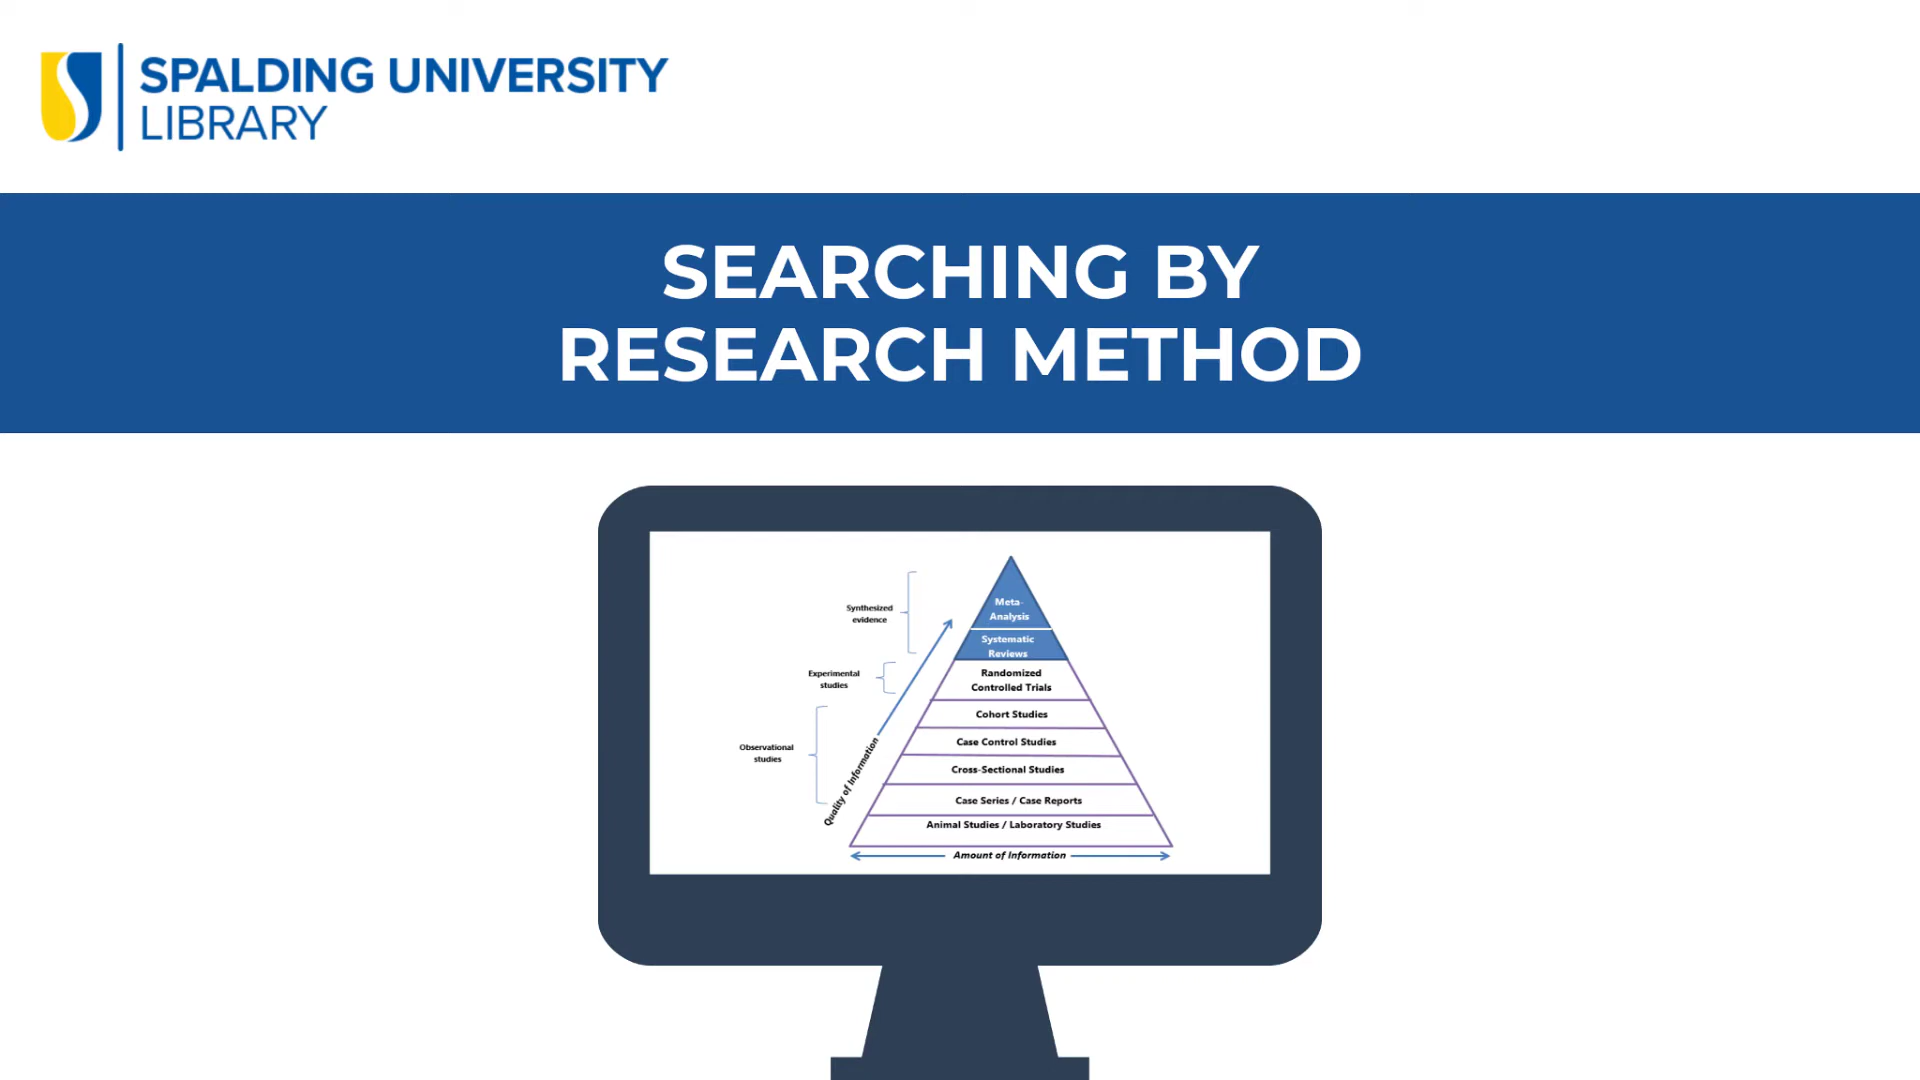 SPALDING UNIVERSITY
LIBRARY
SEARCHING BY
RESEARCH METHOD
Synthesized
evidence
Experimental
studies
Observational
studies
Quality of Information
Meta-
Analysis
Systematic
Reviews
Randomized
Controlled Trials
Cohort Studies
Case Control Studies
Cross-Sectional Studies
Case Series / Case Reports
Animal Studies / Laboratory Studies
Amount of Information